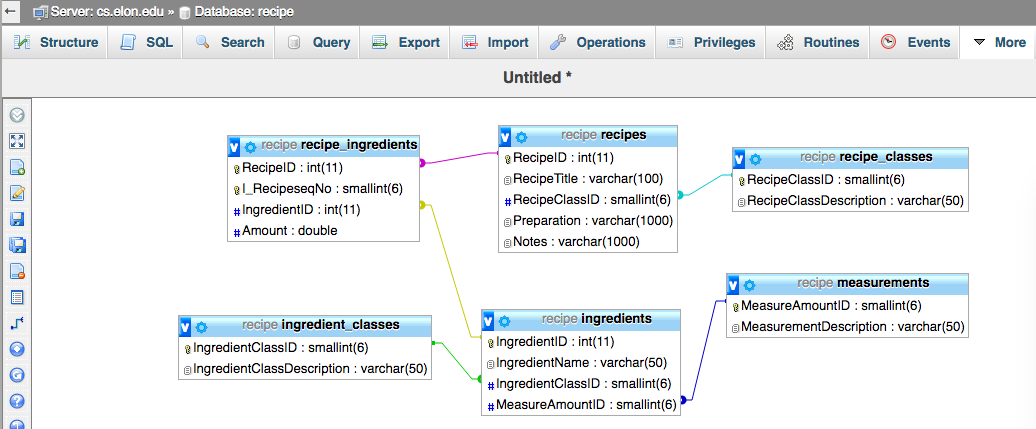 Server: cs.elon.edu » Database: recipe
Structure SQL Search Query Export Import Operations Privileges Routines Events More
Untitled *
recipe recipe_ingredients
RecipeID : int(11)
I_RecipeseqNo : smallint(6)
IngredientID : int(11)
Amount : double
recipe recipes
RecipeID : int(11)
RecipeTitle : varchar(100)
RecipeClassID : smallint(6)
Preparation : varchar(1000)
Notes : varchar(1000)
recipe recipe_classes
RecipeClassID : smallint(6)
RecipeClassDescription : varchar(50)
recipe measurements
MeasureAmountID : smallint(6)
MeasurementDescription : varchar(50)
recipe ingredient_classes
IngredientClassID : smallint(6)
IngredientClassDescription : varchar(50)
recipe ingredients
IngredientID : int(11)
IngredientName : varchar(50)
IngredientClassID : smallint(6)
MeasureAmountID : smallint(6)